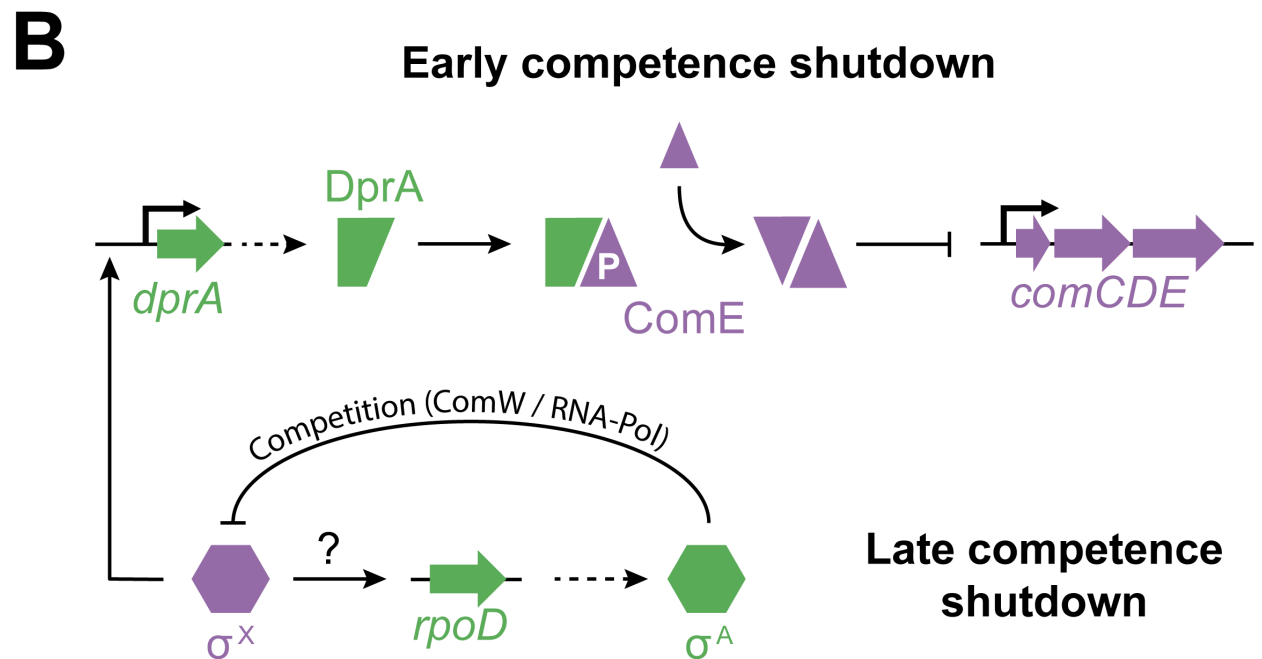 B
Early competence shutdown
DprA
P
dprA
ComE
comCDE
Competition (ComW / RNA-Pol)
?
Late competence
shutdown
rpoD
σX
σA